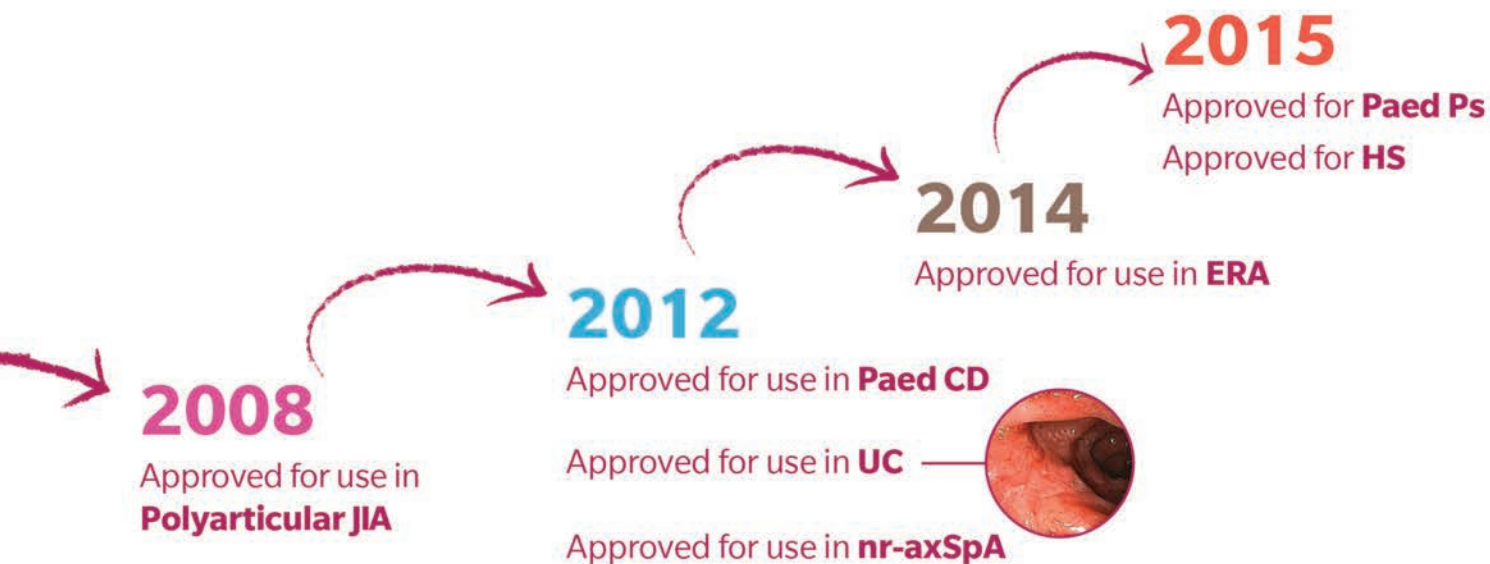 2015
Approved for Paed Ps
Approved for HS
2014
Approved for use in ERA
2012
Approved for use in Paed CD
Approved for use in UC
Approved for use in nr-axSpA
2008
Approved for use in
Polyarticular JIA